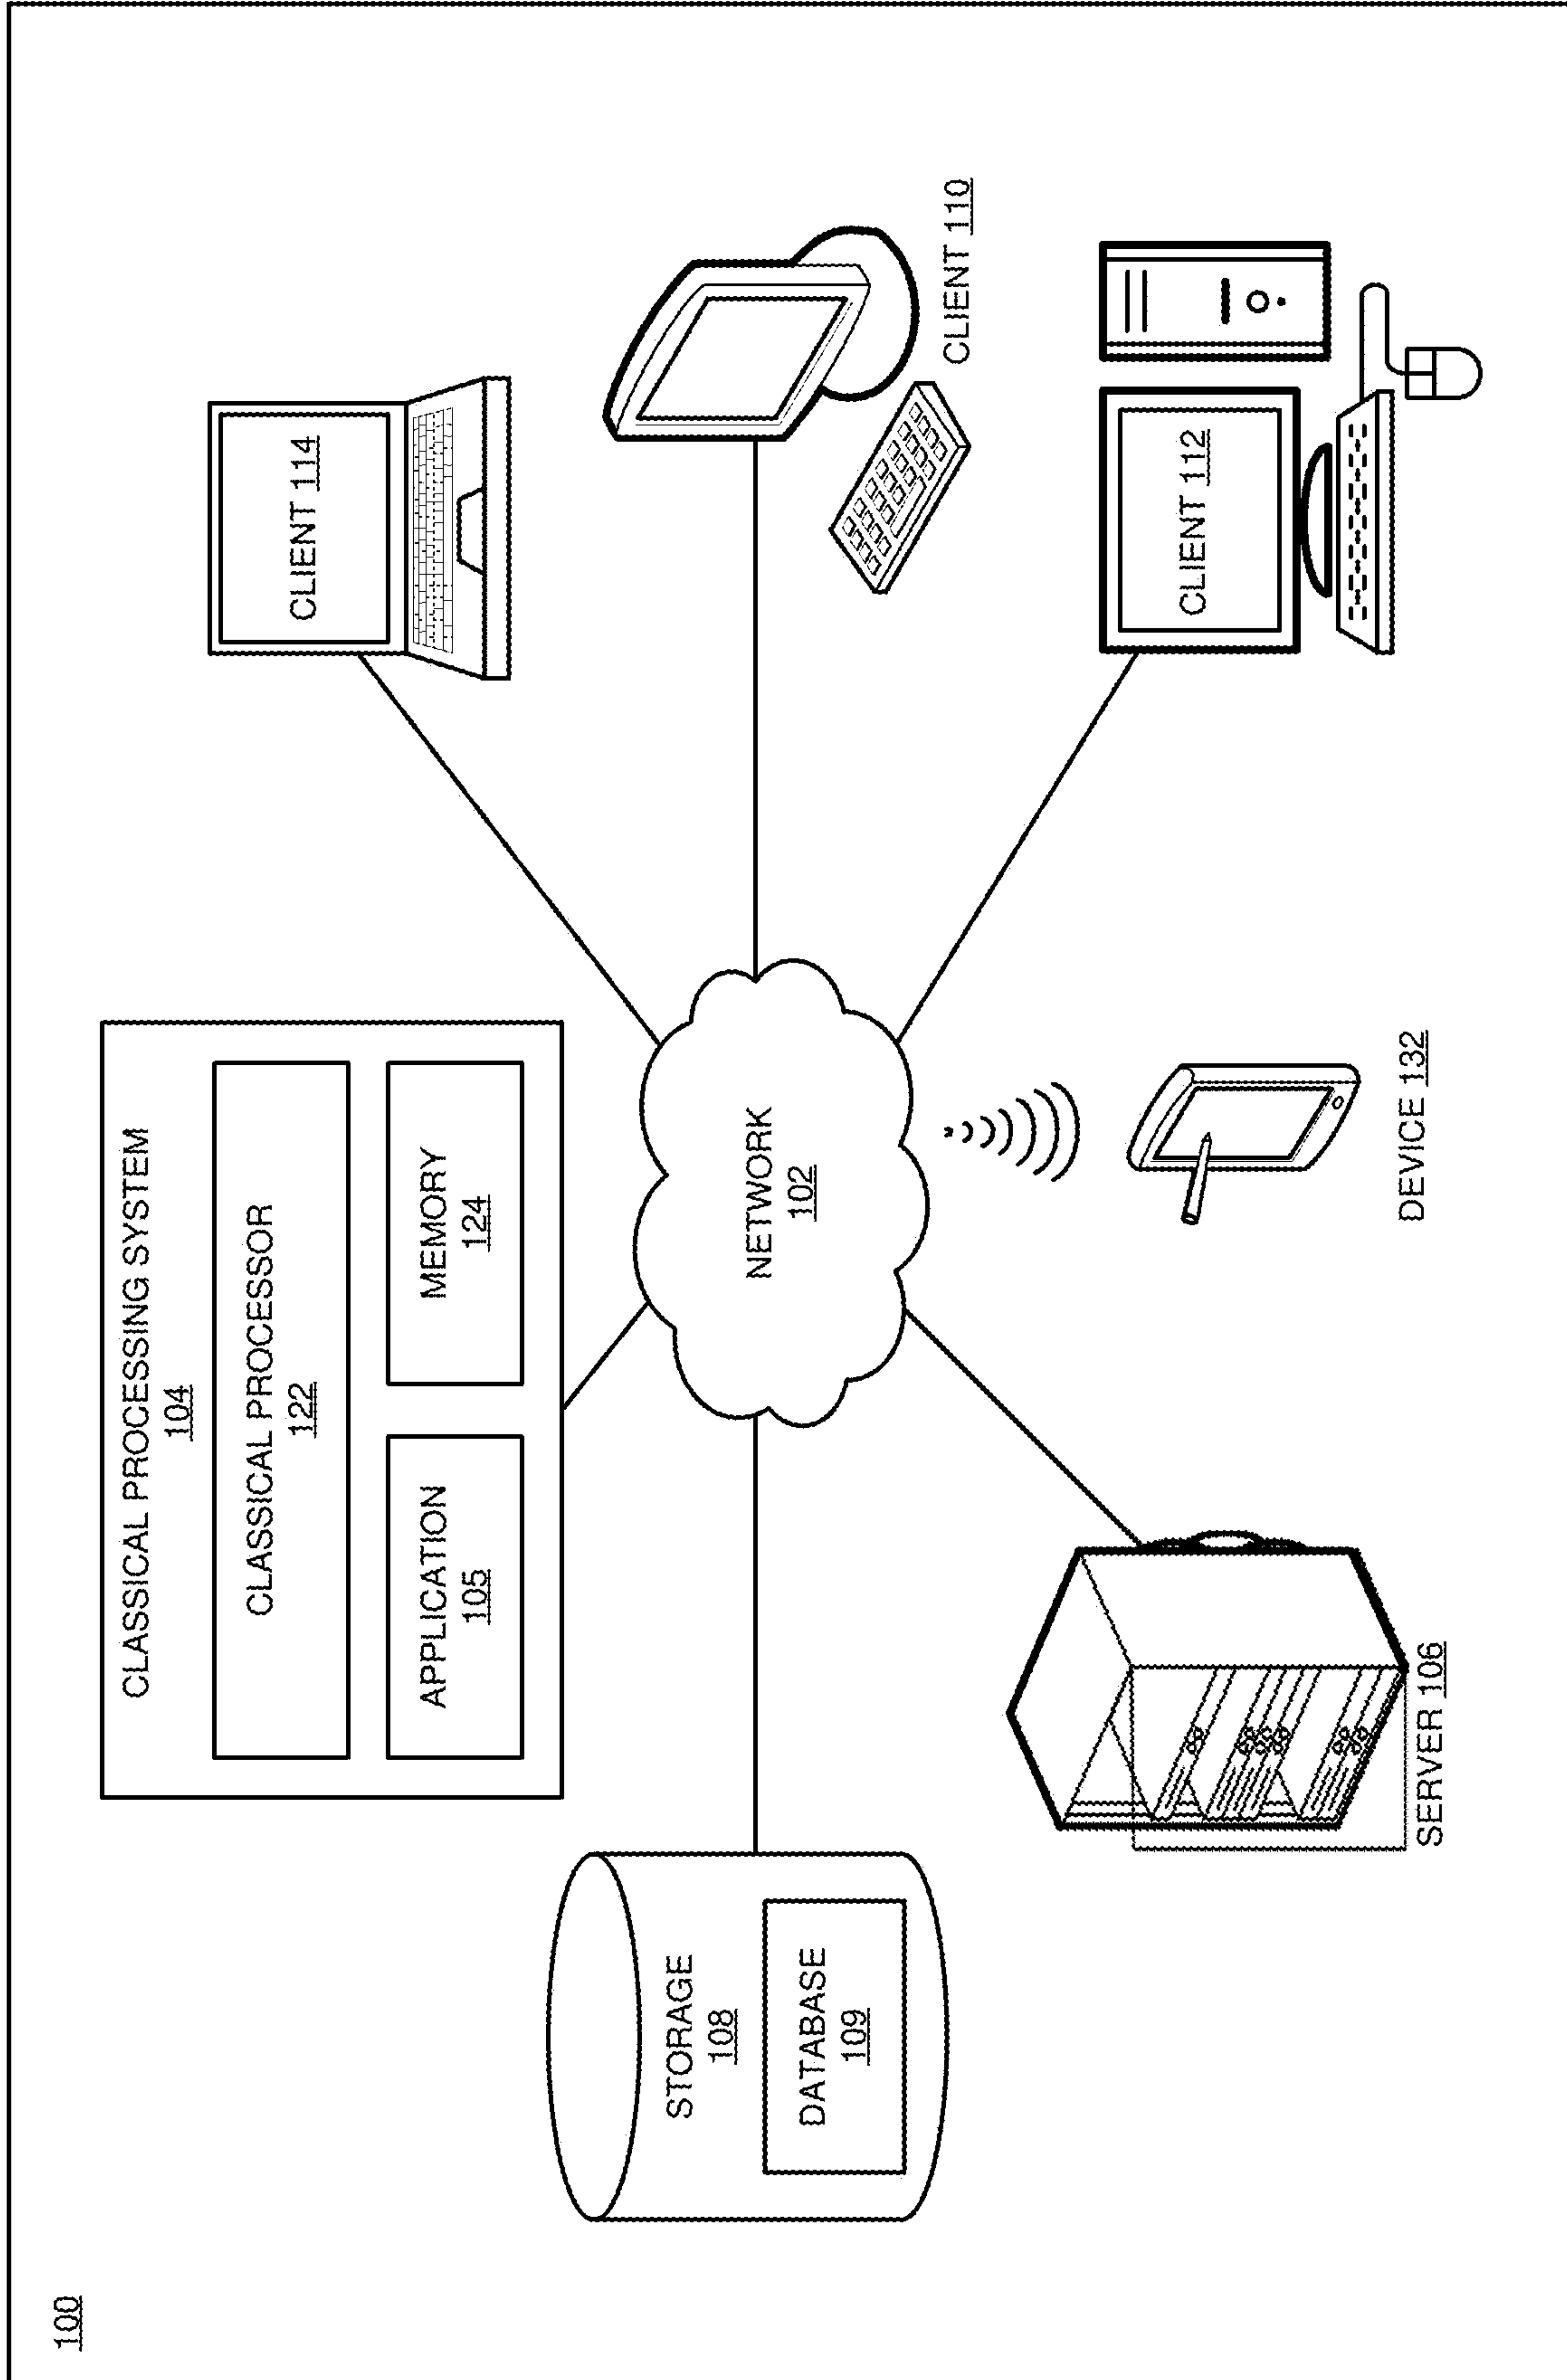 100
CLASSICAL PROCESSING SYSTEM
104
CLASSICAL PROCESSOR
122
APPLICATION
105
MEMORY
124
CLIENT 114
STORAGE
108
DATABASE
109
NETWORK
102
CLIENT 110
CLIENT 112
SERVER 106
DEVICE 132